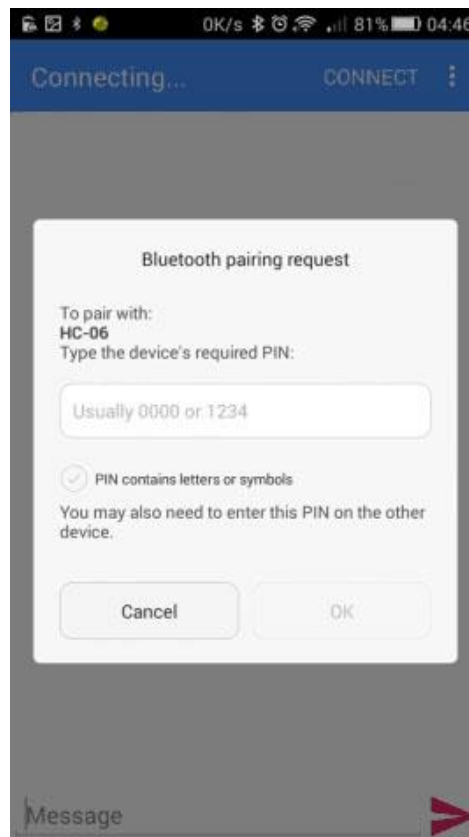 0K/s 81% 04:46
Connecting... CONNECT
Bluetooth pairing request
To pair with:
HC-06
Type the device's required PIN:
Usually 0000 or 1234
PIN contains letters or symbols
You may also need to enter this PIN on the other
device.
Cancel OK
Message